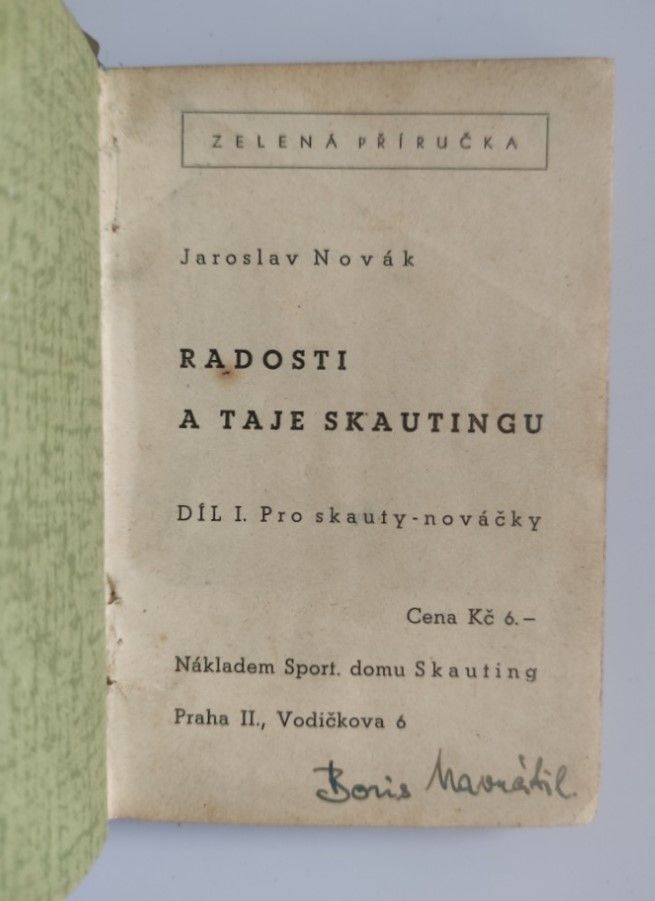 ZELENÁ PŘÍRUČKA
Jaroslav Novák
RADOSTI
A TAJE SKAUTINGU
DÍL I. Pro skauty-nováčky
Cena Kč 6.–
Nákladem Sport. domu Skauting
Praha II., Vodičkova 6
Boris Navrátil